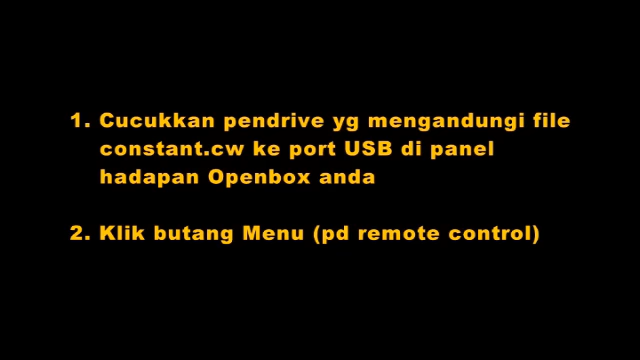 1. Cucukkan pendrive yg mengandungi file
constant.cw ke port USB di panel
hadapan Openbox anda
2. Klik butang Menu (pd remote control)